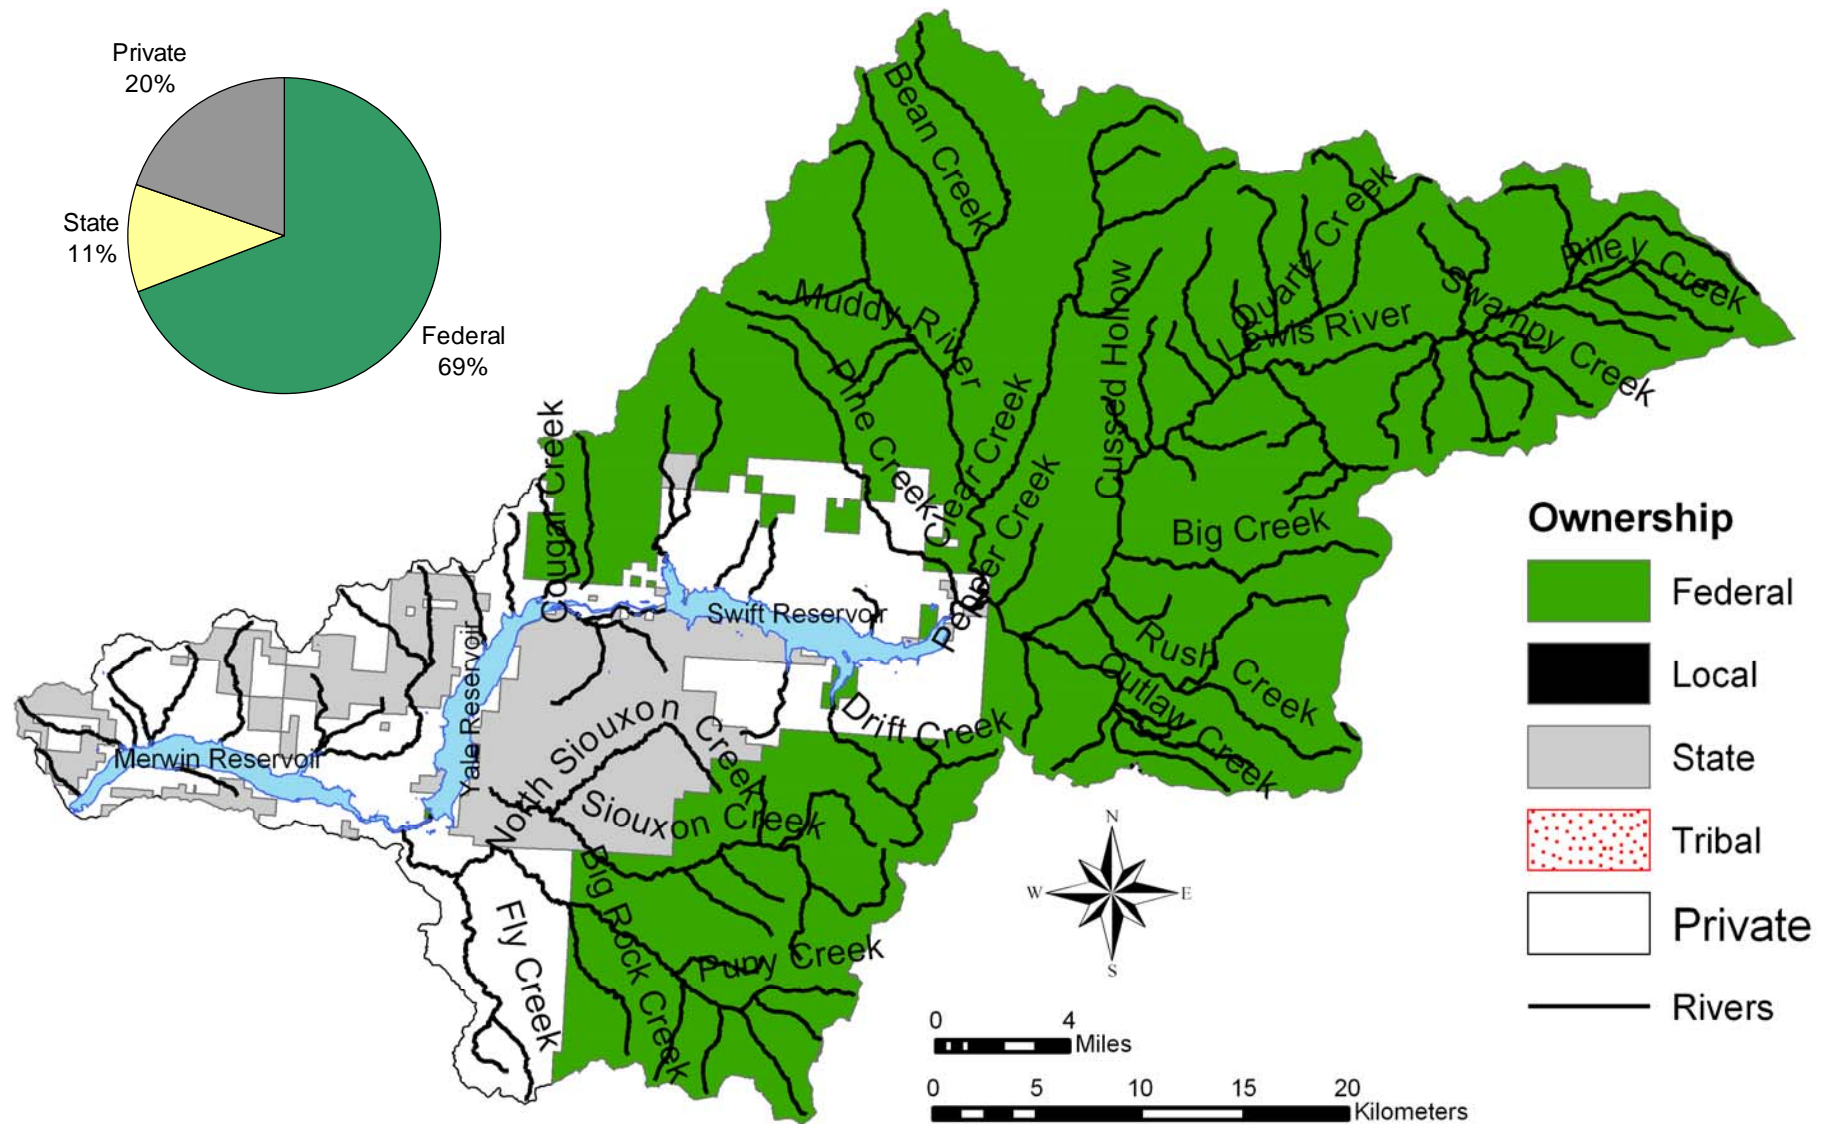 Private
20%
State
11%
Federal
69%
Bean Creek
Muddy River
Pine Creek
Clear Creek
Pepper Creek
Cussed Hollow
Quartz Creek
Lewis River
Swampy Creek
Riley Creek
Big Creek
Rush Creek
Outlaw Creek
Drift Creek
Cougar Creek
Swift Reservoir
Yale Reservoir
Merwin Reservoir
North Siouxon Creek
Siouxon Creek
Big Rock Creek
Fly Creek
Puny Creek
Ownership
Federal
Local
State
Tribal
Private
Rivers
N
W
E
S
0 4
Miles
0 5 10 15 20
Kilometers